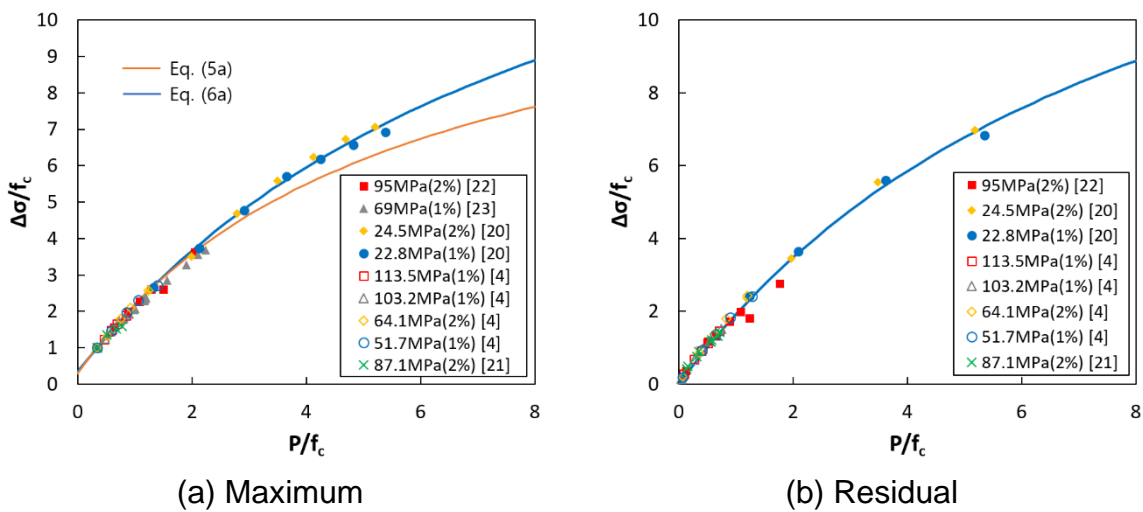 10
9
8
7
6
5
4
3
2
1
0
Δσ/f_c
Eq. (5a)
Eq. (6a)
95MPa(2%) [22]
69MPa(1%) [23]
24.5MPa(2%) [20]
22.8MPa(1%) [20]
113.5MPa(1%) [4]
103.2MPa(1%) [4]
64.1MPa(2%) [4]
51.7MPa(1%) [4]
87.1MPa(2%) [21]
0 2 4 6 8
P/f_c
(a) Maximum
10
8
6
4
2
0
Δσ/f_c
95MPa(2%) [22]
24.5MPa(2%) [20]
22.8MPa(1%) [20]
113.5MPa(1%) [4]
103.2MPa(1%) [4]
64.1MPa(2%) [4]
51.7MPa(1%) [4]
87.1MPa(2%) [21]
0 2 4 6 8
P/f_c
(b) Residual